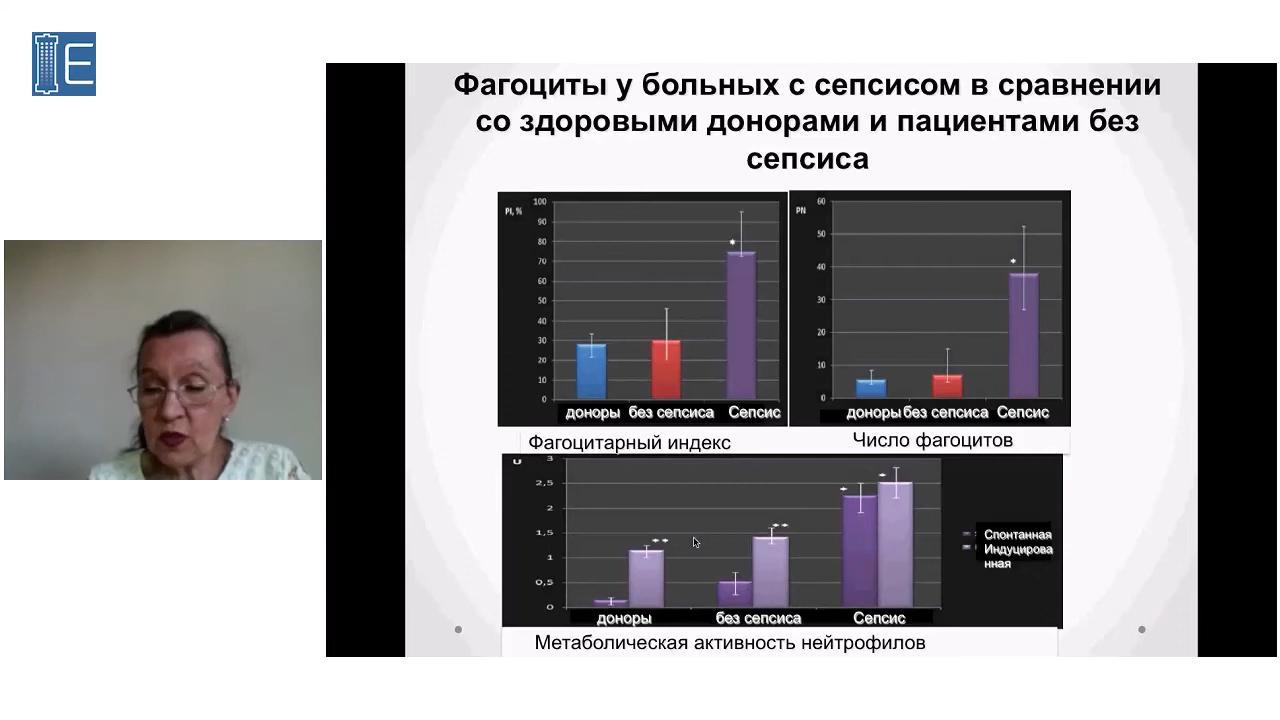 E
Фагоциты у больных с сепсисом в сравнении
со здоровыми донорами и пациентами без
сепсиса
PI, %
100
90
80
70
60
50
40
30
20
10
0
*
доноры без сепсиса Сепсис
Фагоцитарный индекс
PN
60
50
40
30
20
10
0
*
доноры без сепсиса Сепсис
Число фагоцитов
3
2,5
2
1,5
1
0,5
0
**
**
*
*
доноры без сепсиса Сепсис
Спонтанная
Индуцирова
нная
Метаболическая активность нейтрофилов